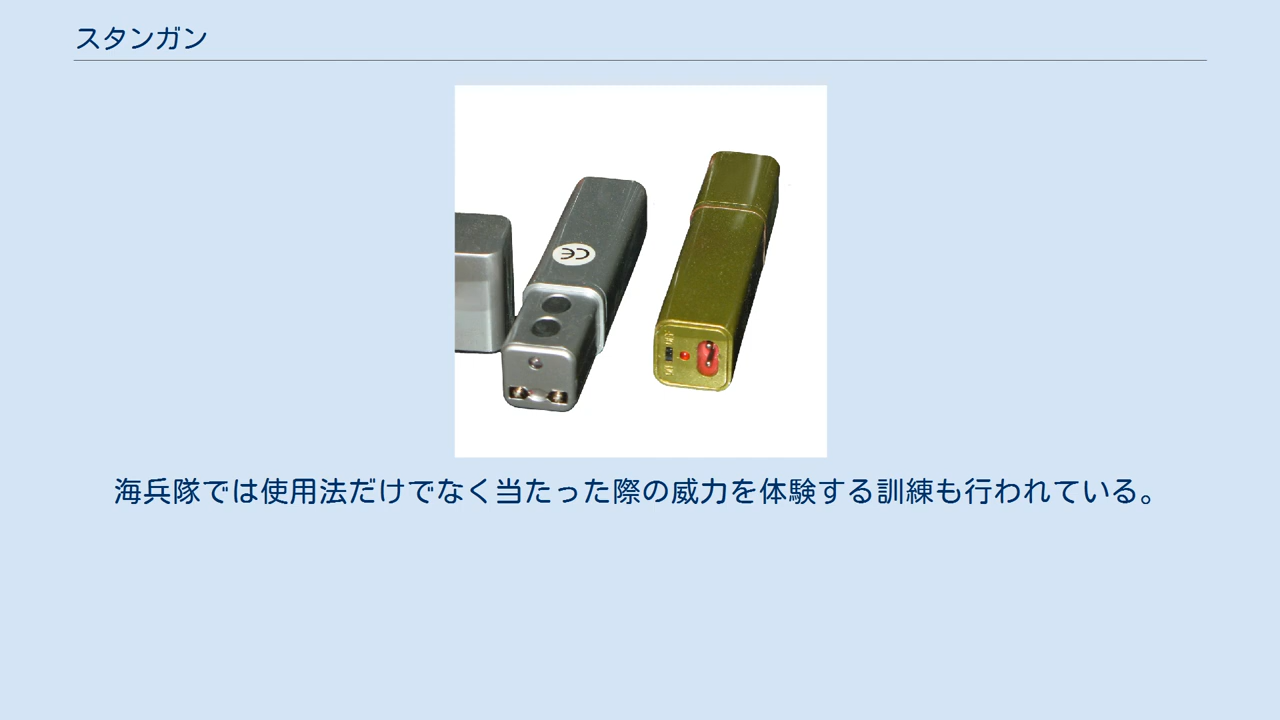 スタンガン
CE
海兵隊では使用法だけでなく当たった際の威力を体験する訓練も行われている。